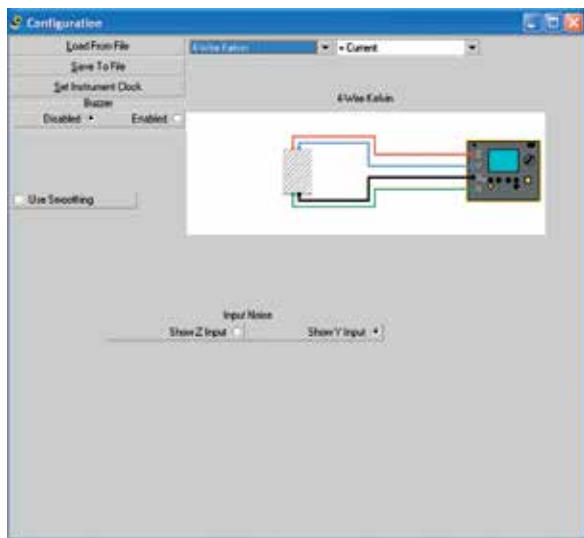 Configuration
Load From File
4-Wire Kelvin
+ Current
Save To File
Set Instrument Clock
Buzzer
4-Wire Kelvin
Disabled
Enabled
Use Smoothing
Input Noise
Show Z Input
Show Y Input